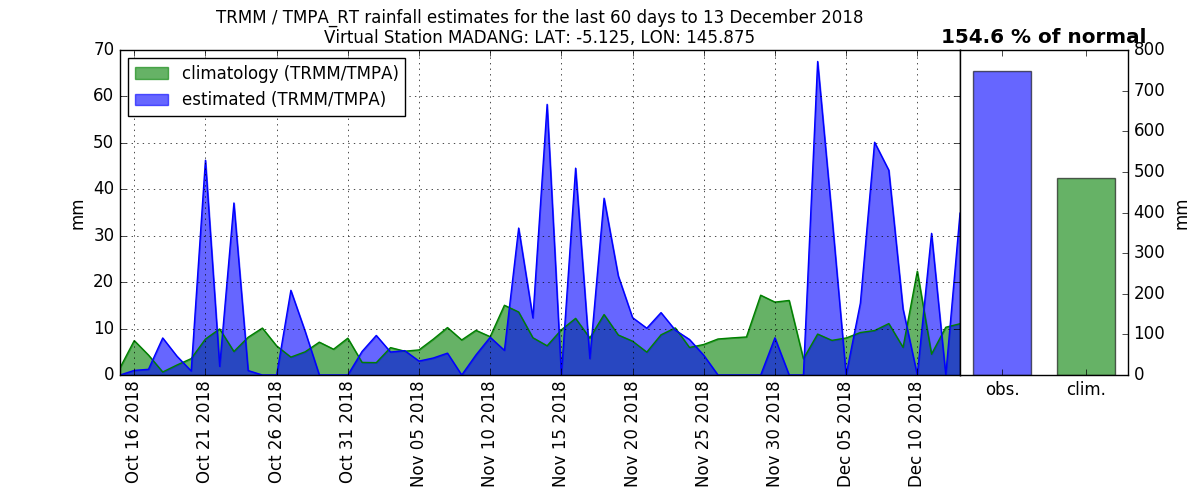 TRMM / TMPA_RT rainfall estimates for the last 60 days to 13 December 2018
Virtual Station MADANG: LAT: -5.125, LON: 145.875
154.6 % of normal
climatology (TRMM/TMPA)
estimated (TRMM/TMPA)
70
60
50
40
30
20
10
0
mm
Oct 16 2018
Oct 21 2018
Oct 26 2018
Oct 31 2018
Nov 05 2018
Nov 10 2018
Nov 15 2018
Nov 20 2018
Nov 25 2018
Nov 30 2018
Dec 05 2018
Dec 10 2018
obs.
clim.
800
700
600
500
400
300
200
100
0
mm